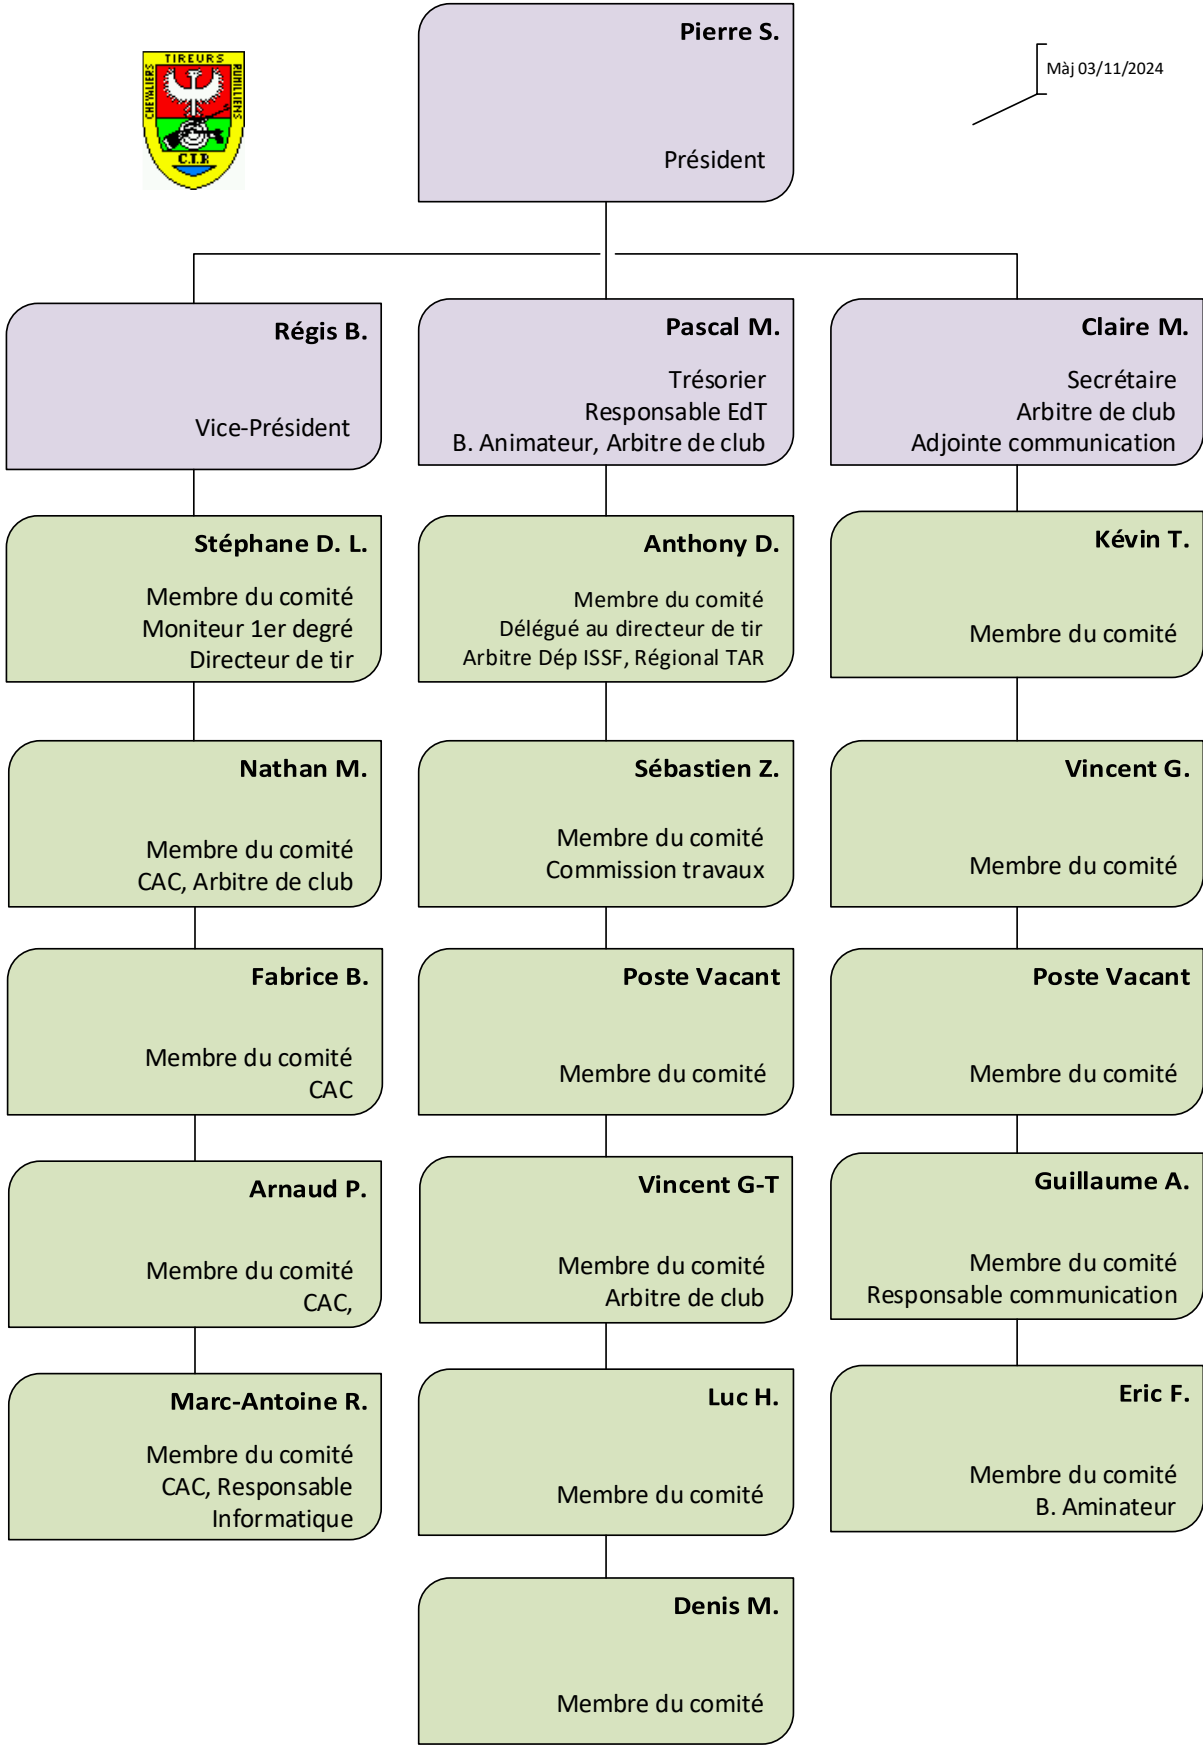 TIREURS
CHEVALIERS
RUMILLIENS
C.T.R
Màj 03/11/2024
Pierre S.
Président
Régis B.
Vice-Président
Pascal M.
Trésorier
Responsable EdT
B. Animateur, Arbitre de club
Claire M.
Secrétaire
Arbitre de club
Adjointe communication
Stéphane D. L.
Membre du comité
Moniteur 1er degré
Directeur de tir
Anthony D.
Membre du comité
Délégué au directeur de tir
Arbitre Dép ISSF, Régional TAR
Kévin T.
Membre du comité
Nathan M.
Membre du comité
CAC, Arbitre de club
Sébastien Z.
Membre du comité
Commission travaux
Vincent G.
Membre du comité
Fabrice B.
Membre du comité
CAC
Poste Vacant
Membre du comité
Poste Vacant
Membre du comité
Arnaud P.
Membre du comité
CAC,
Vincent G-T
Membre du comité
Arbitre de club
Guillaume A.
Membre du comité
Responsable communication
Marc-Antoine R.
Membre du comité
CAC, Responsable
Informatique
Luc H.
Membre du comité
Eric F.
Membre du comité
B. Aminateur
Denis M.
Membre du comité